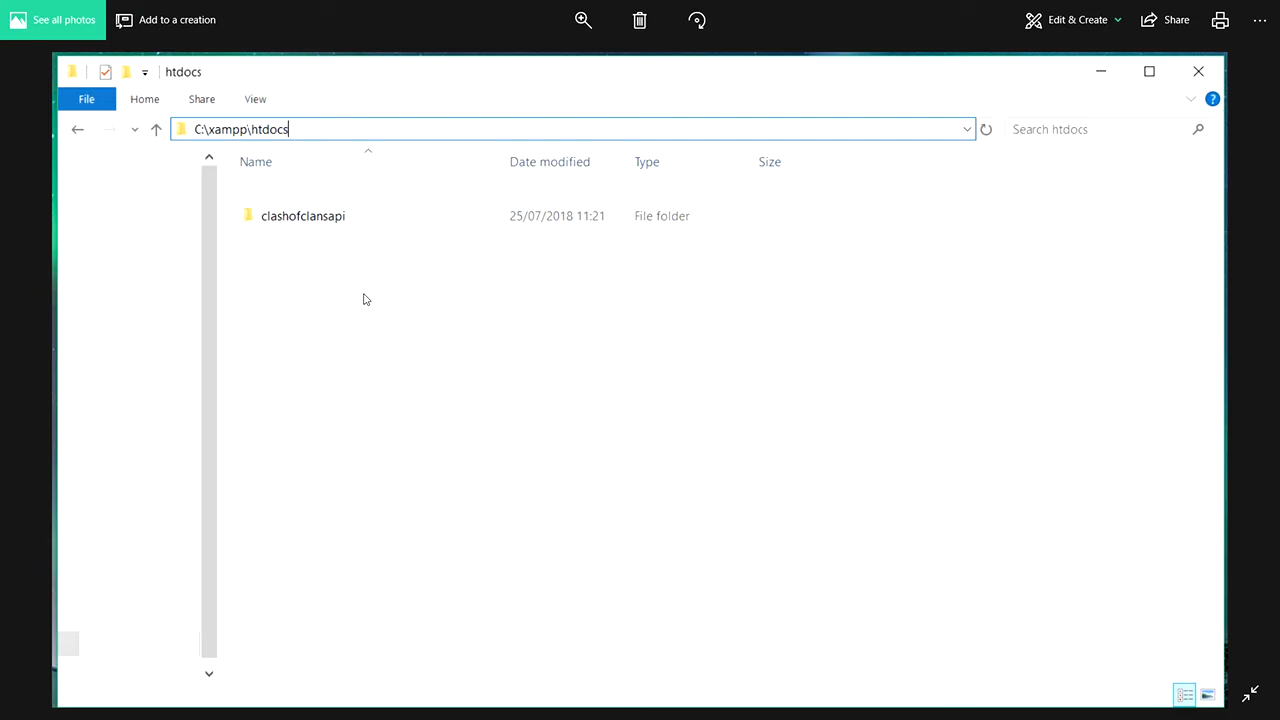 See all photos Add to a creation Edit & Create Share
htdocs
File Home Share View
C:\xampp\htdocs Search htdocs
Name Date modified Type Size
clashofclansapi 25/07/2018 11:21 File folder